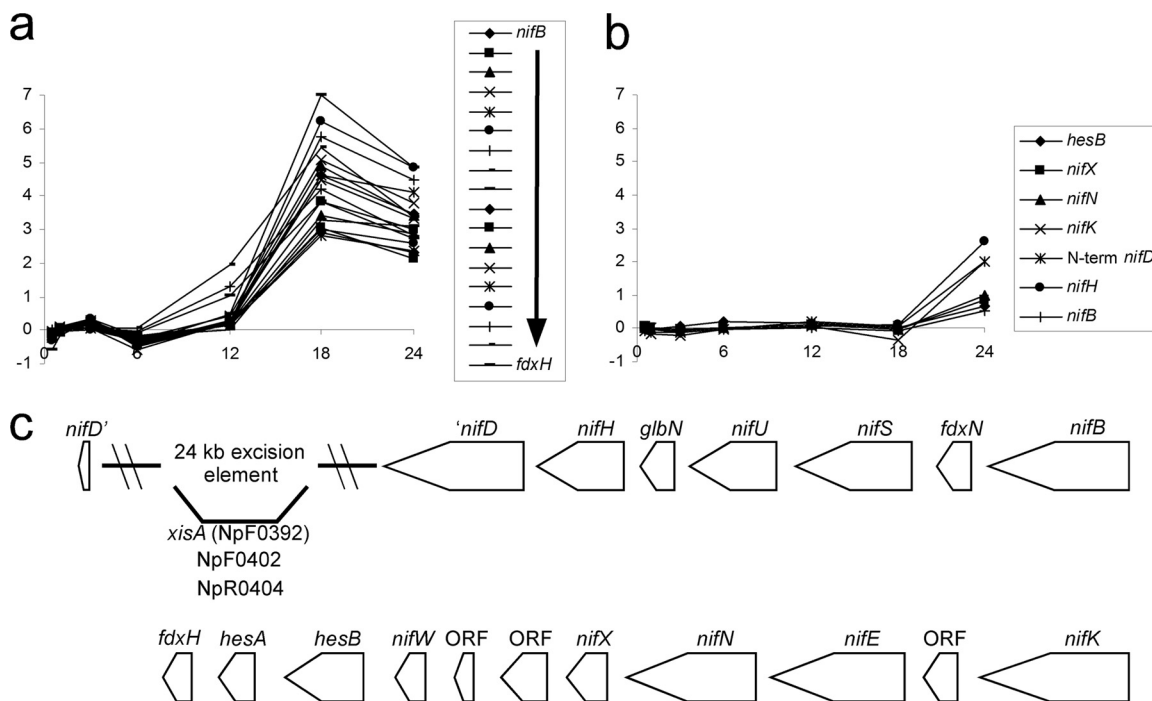 a
nifB
fdxH
7
6
5
4
3
2
1
0
-1
0 6 12 18 24
b
7
6
5
4
3
2
1
0
-1
0 6 12 18 24
hesB
nifX
nifN
nifK
N-term nifD
nifH
nifB
c
nifD’ ‘nifD nifH glbN nifU nifS fdxN nifB
24 kb excision
element
xisA (NpF0392)
NpF0402
NpR0404
fdxH hesA hesB nifW ORF ORF nifX nifN nifE ORF nifK